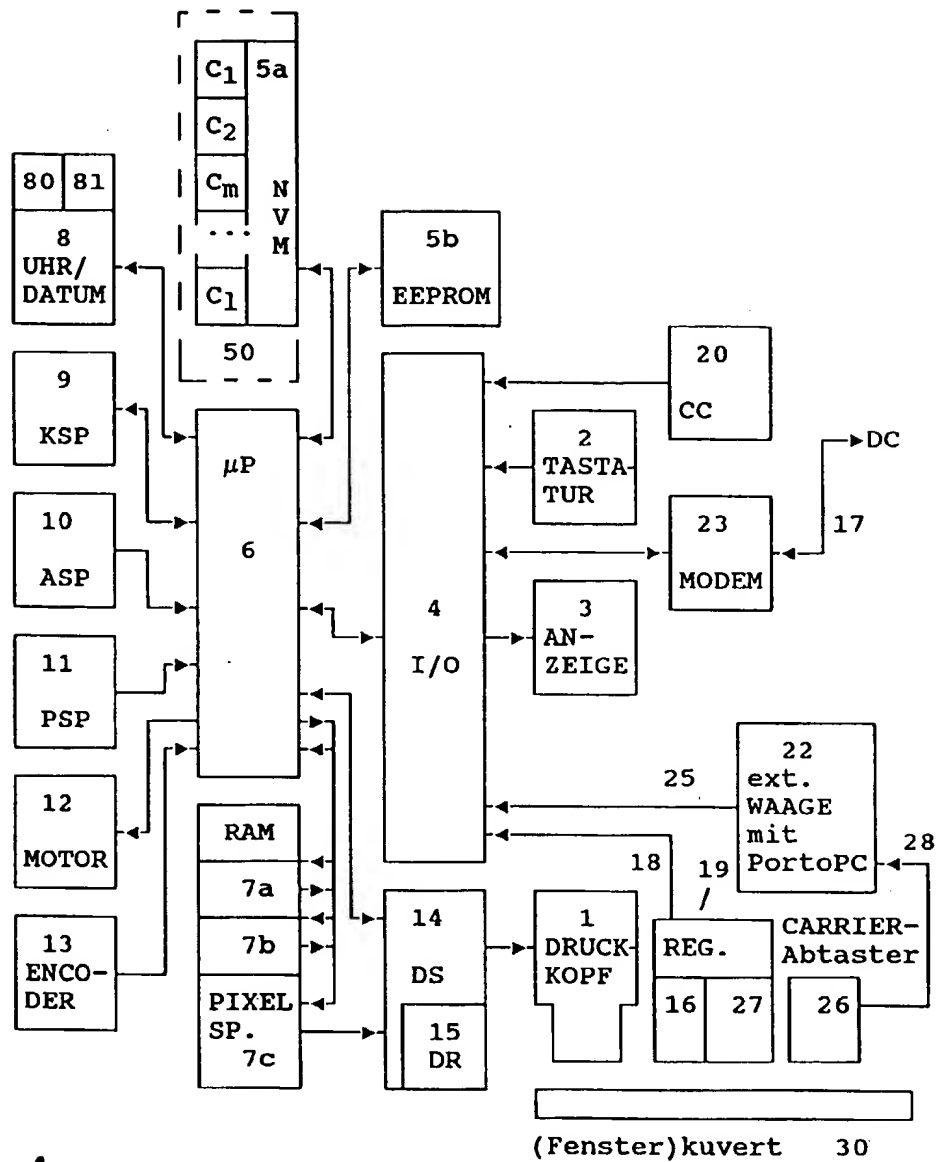 C1
5a
C2
Cm
NVM
...
C1
50
80
81
8
UHR/
DATUM
5b
EEPROM
9
KSP
µP
6
10
ASP
11
PSP
12
MOTOR
13
ENCO-
DER
4
I/O
20
CC
2
TASTA-
TUR
DC
17
23
MODEM
3
AN-
ZEIGE
22
ext.
WAAGE
mit
PortoPC
25
28
18
19
/
RAM
7a
7b
PIXEL
SP.
7c
14
DS
15
DR
1
DRUCK-
KOPF
REG.
16
27
CARRIER-
Abtaster
26
(Fenster)kuvert 30